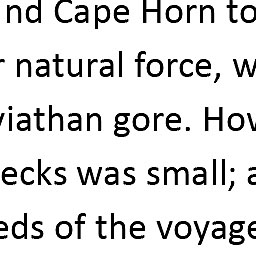 nd Cape Horn to
natural force, w
viathan gore. How
ecks was small; a
eds of the voyage